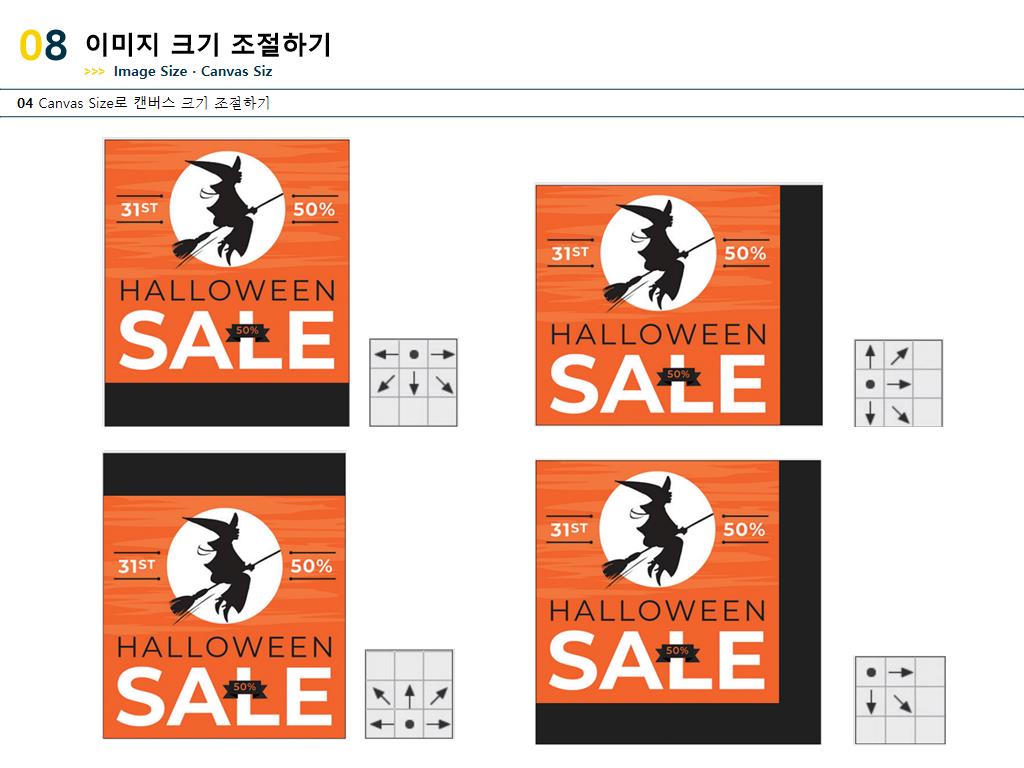 08 이미지 크기 조절하기
>>> Image Size · Canvas Siz
04 Canvas Size로 캔버스 크기 조절하기
31ST 50%
HALLOWEEN
SALE
50%
31ST 50%
HALLOWEEN
SALE
50%
31ST 50%
HALLOWEEN
SALE
50%
31ST 50%
HALLOWEEN
SALE
50%